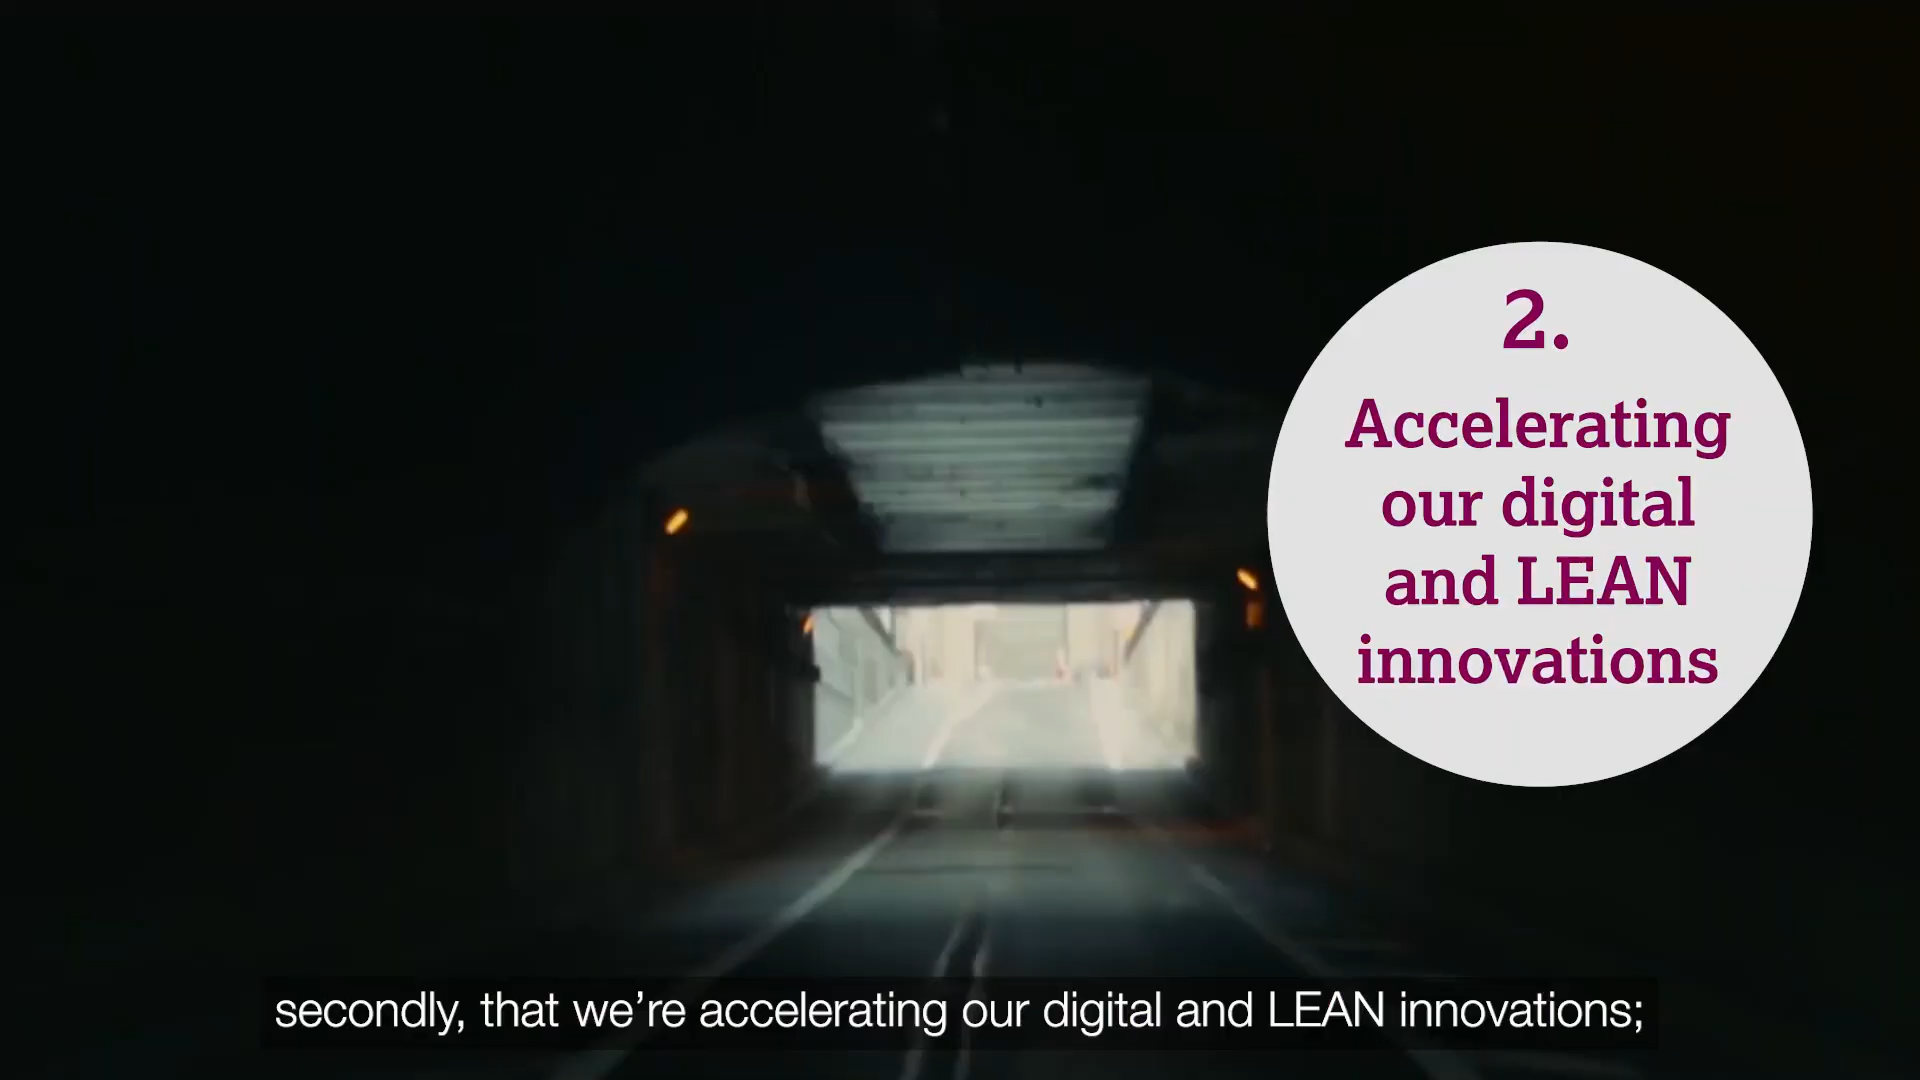 2.
Accelerating
our digital
and LEAN
innovations
secondly, that we're accelerating our digital and LEAN innovations;